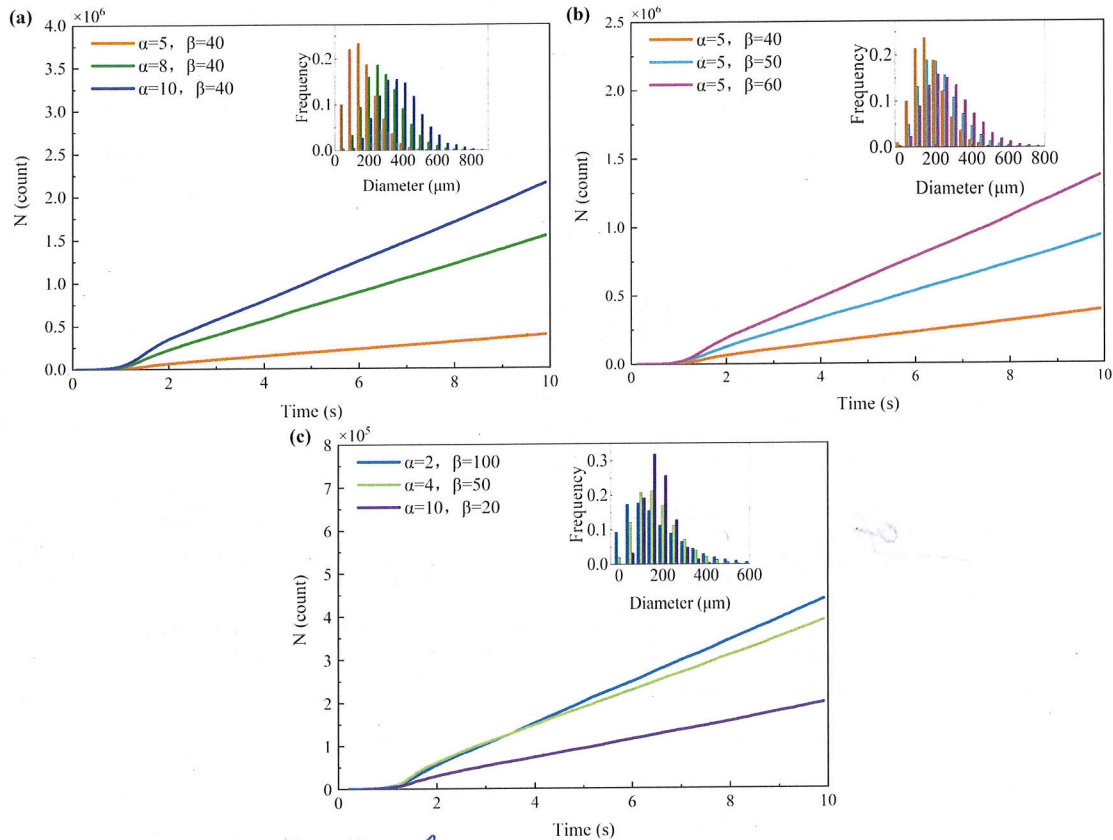 (a)
×10⁶
4.0
3.5
3.0
2.5
2.0
1.5
1.0
0.5
0.0
N (count)
α=5, β=40
α=8, β=40
α=10, β=40
Frequency
0.2
0.1
0.0
0 200 400 600 800
Diameter (μm)
0 2 4 6 8 10
Time (s)
(b)
×10⁶
2.5
2.0
1.5
1.0
0.5
0.0
N (count)
α=5, β=40
α=5, β=50
α=5, β=60
Frequency
0.2
0.1
0.0
0 200 400 600 800
Diameter (μm)
0 2 4 6 8 10
Time (s)
(c)
×10⁵
8
7
6
5
4
3
2
1
0
N (count)
α=2, β=100
α=4, β=50
α=10, β=20
Frequency
0.3
0.2
0.1
0.0
0 200 400 600
Diameter (μm)
0 2 4 6 8 10
Time (s)